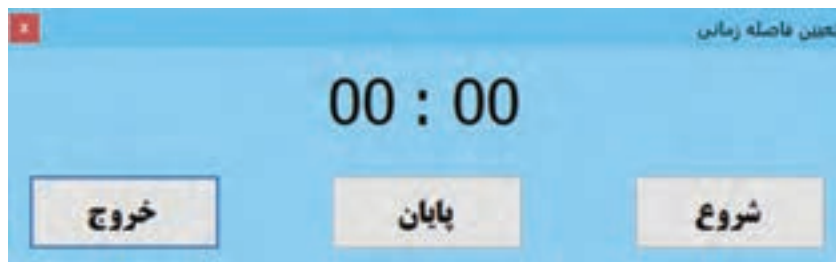 تعیین فاصله زمانی x
00 : 00
شروع پایان خروج